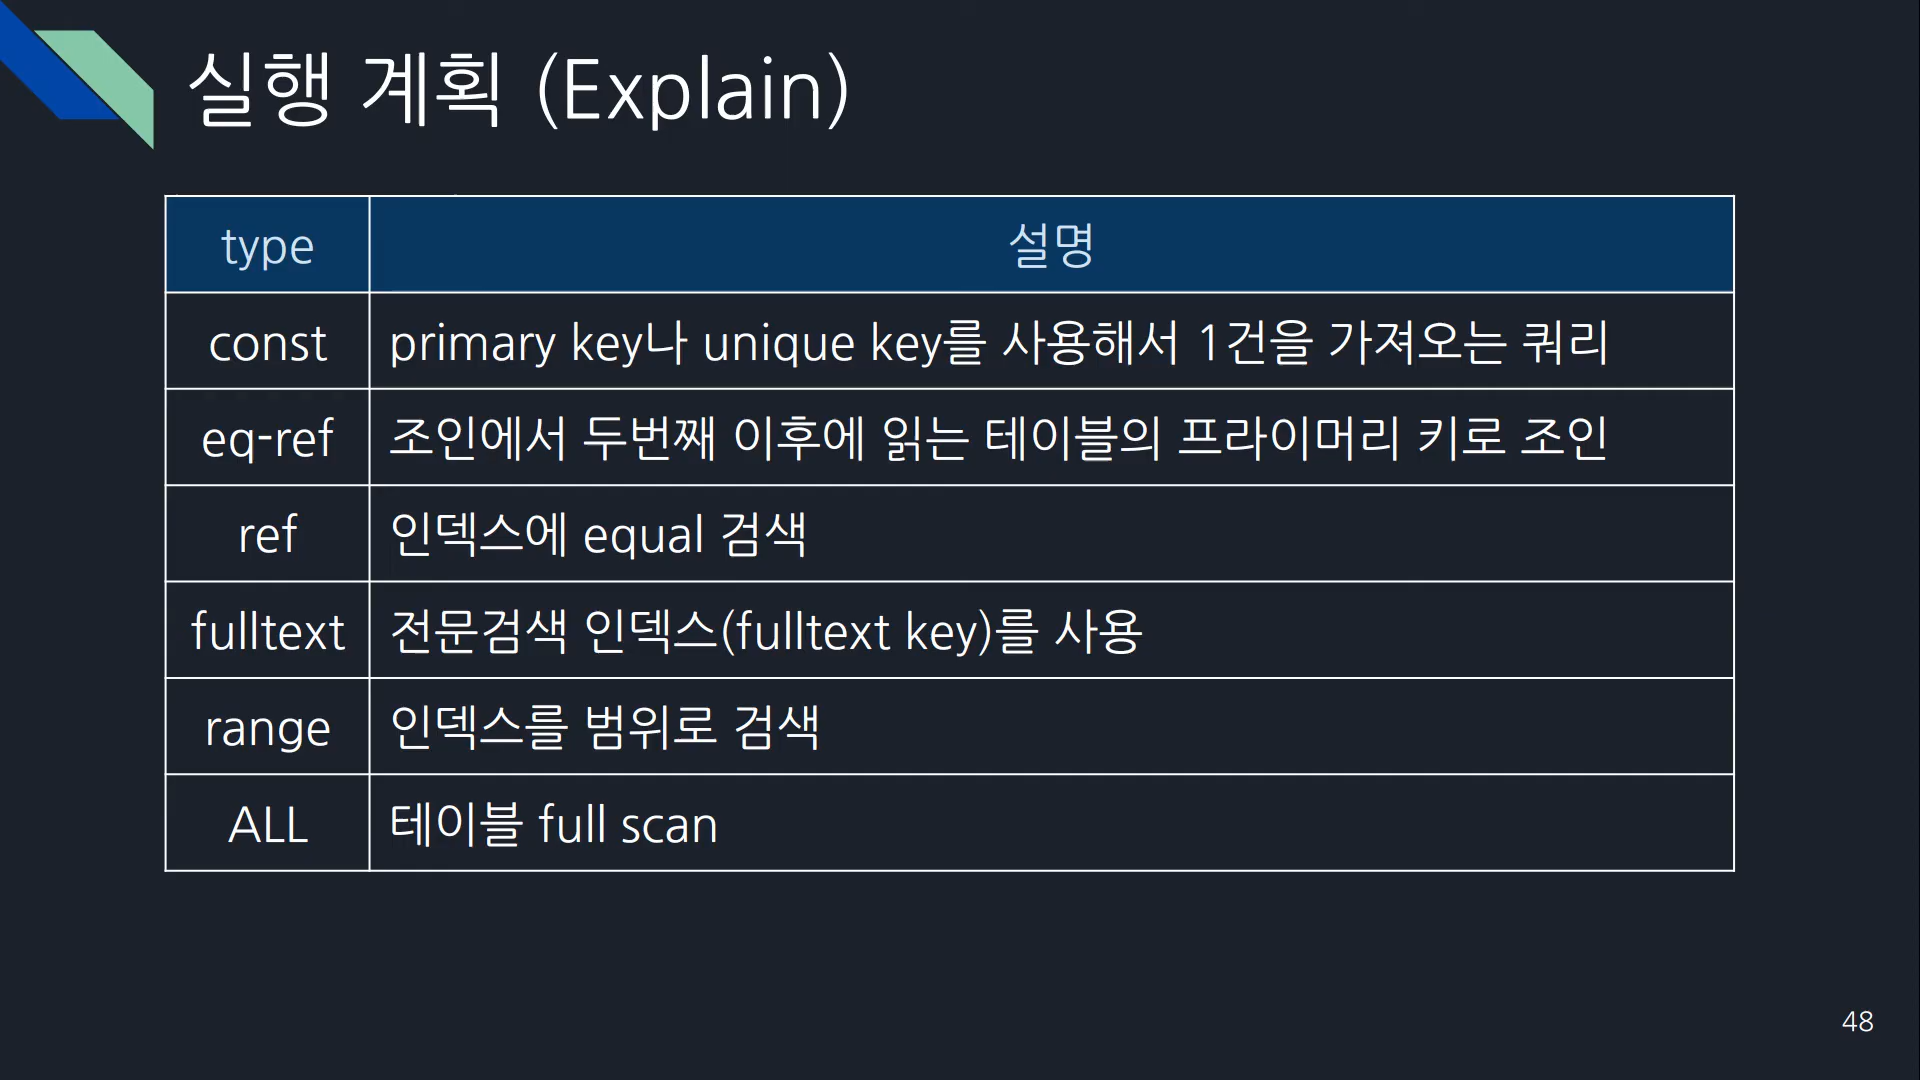 실행 계획 (Explain)
type 설명
const primary key나 unique key를 사용해서 1건을 가져오는 쿼리
eq-ref 조인에서 두번째 이후에 읽는 테이블의 프라이머리 키로 조인
ref 인덱스에 equal 검색
fulltext 전문검색 인덱스(fulltext key)를 사용
range 인덱스를 범위로 검색
ALL 테이블 full scan
48